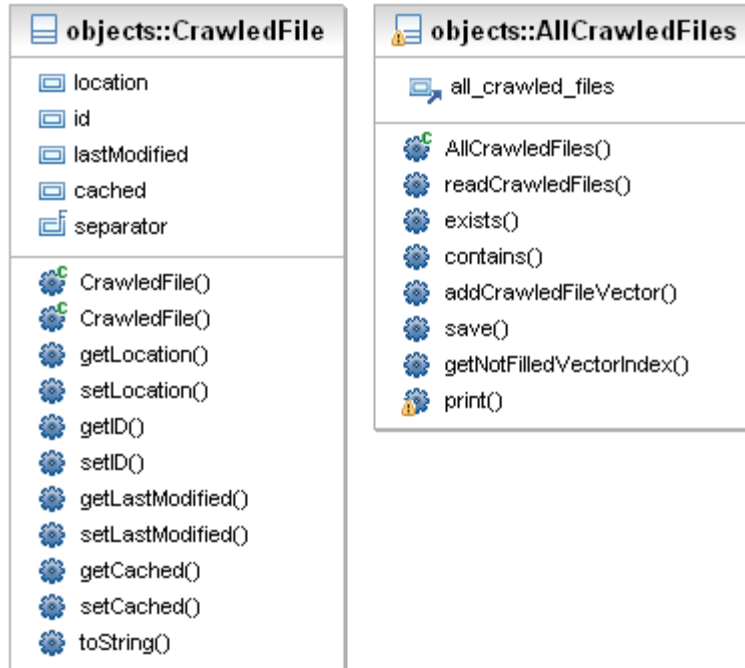 objects::CrawledFile
location
id
lastModified
cached
F separator
C CrawledFile()
C CrawledFile()
getLocation()
setLocation()
getID()
setID()
getLastModified()
setLastModified()
getCached()
setCached()
toString()
objects::AllCrawledFiles
all_crawled_files
C AllCrawledFiles()
readCrawledFiles()
exists()
contains()
addCrawledFileVector()
save()
getNotFilledVectorIndex()
print()